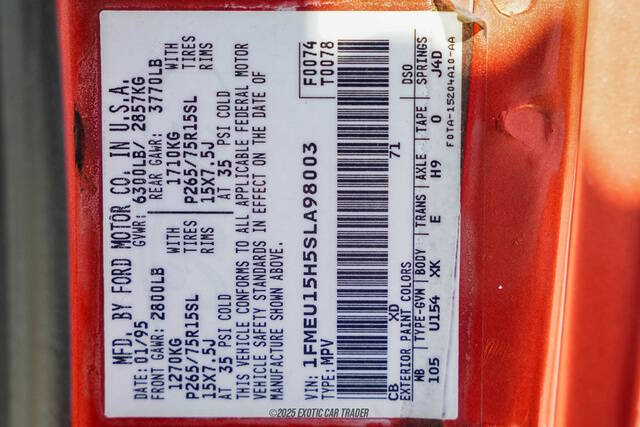 MFD. BY FORD MOTOR CO. IN U.S.A.
DATE: 01/95 GVWR: 6300LB/ 2857KG
FRONT GAWR: 2800LB REAR GAWR: 3770LB
1270KG WITH 1710KG WITH
P265/75R15SL TIRES P265/75R15SL TIRES
15X7.5J RIMS 15X7.5J RIMS
AT 35 PSI COLD AT 35 PSI COLD
THIS VEHICLE CONFORMS TO ALL APPLICABLE FEDERAL MOTOR
VEHICLE SAFETY STANDARDS IN EFFECT ON THE DATE OF
MANUFACTURE SHOWN ABOVE.
VIN: 1FMEU15H5SLA98003 F0074
TYPE: MPV T0078
CB XD 71
EXTERIOR PAINT COLORS DSO
WB TYPE-GVM BODY TRANS AXLE TAPE SPRINGS
105 U154 XK E H9 0 J4D
F0TA-15204A10-AA
©2025 EXOTIC CAR TRADER